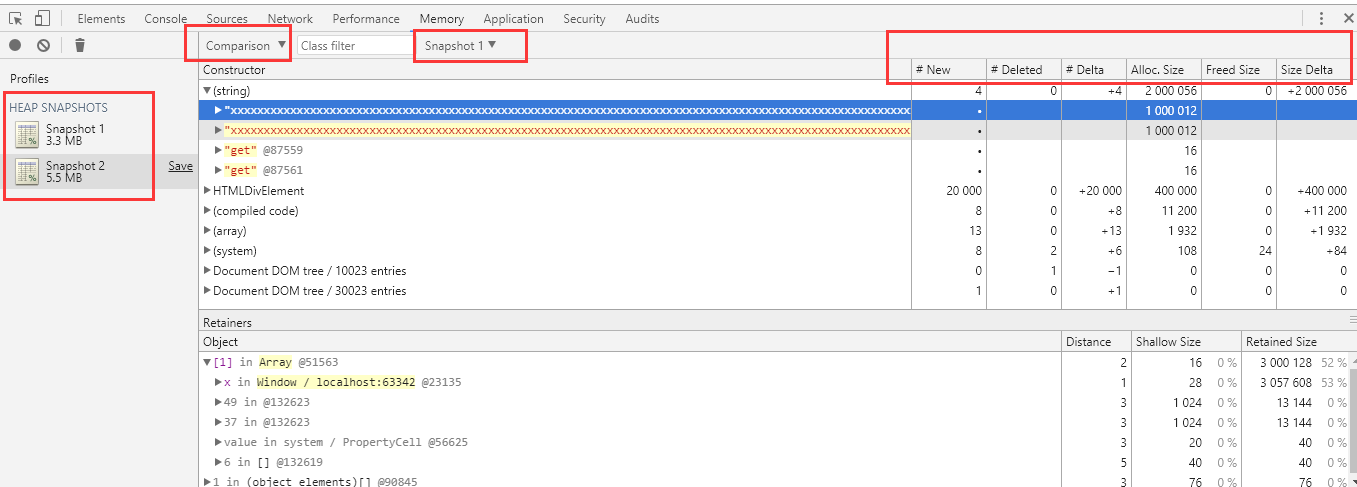 Elements Console Sources Network Performance Memory Application Security Audits
Comparison ▼ Class filter Snapshot 1 ▼
Profiles
HEAP SNAPSHOTS
Snapshot 1
3.3 MB
Snapshot 2
5.5 MB
Save
Constructor # New # Deleted # Delta Alloc. Size Freed Size Size Delta
▼(string) 4 0 +4 2 000 056 0 +2 000 056
• 1 000 012
• 1 000 012
▶"get" @87559 • 16
▶"get" @87561 • 16
▶HTMLDivElement 20 000 0 +20 000 400 000 0 +400 000
▶(compiled code) 8 0 +8 11 200 0 +11 200
▶(array) 13 0 +13 1 932 0 +1 932
▶(system) 8 2 +6 108 24 +84
▶Document DOM tree / 10023 entries 0 1 −1 0 0 0
▶Document DOM tree / 30023 entries 1 0 +1 0 0 0
Retainers
Object Distance Shallow Size Retained Size
▼[1] in Array @51563 2 16 0 % 3 000 128 52 %
▶x in Window / localhost:63342 @23135 1 28 0 % 3 057 608 53 %
▶49 in @132623 3 1 024 0 % 13 144 0 %
▶37 in @132623 3 1 024 0 % 13 144 0 %
▶value in system / PropertyCell @56625 3 20 0 % 40 0 %
▶6 in [] @132619 5 40 0 % 40 0 %
▶1 in (object elements)[] @90845 3 76 0 % 76 0 %